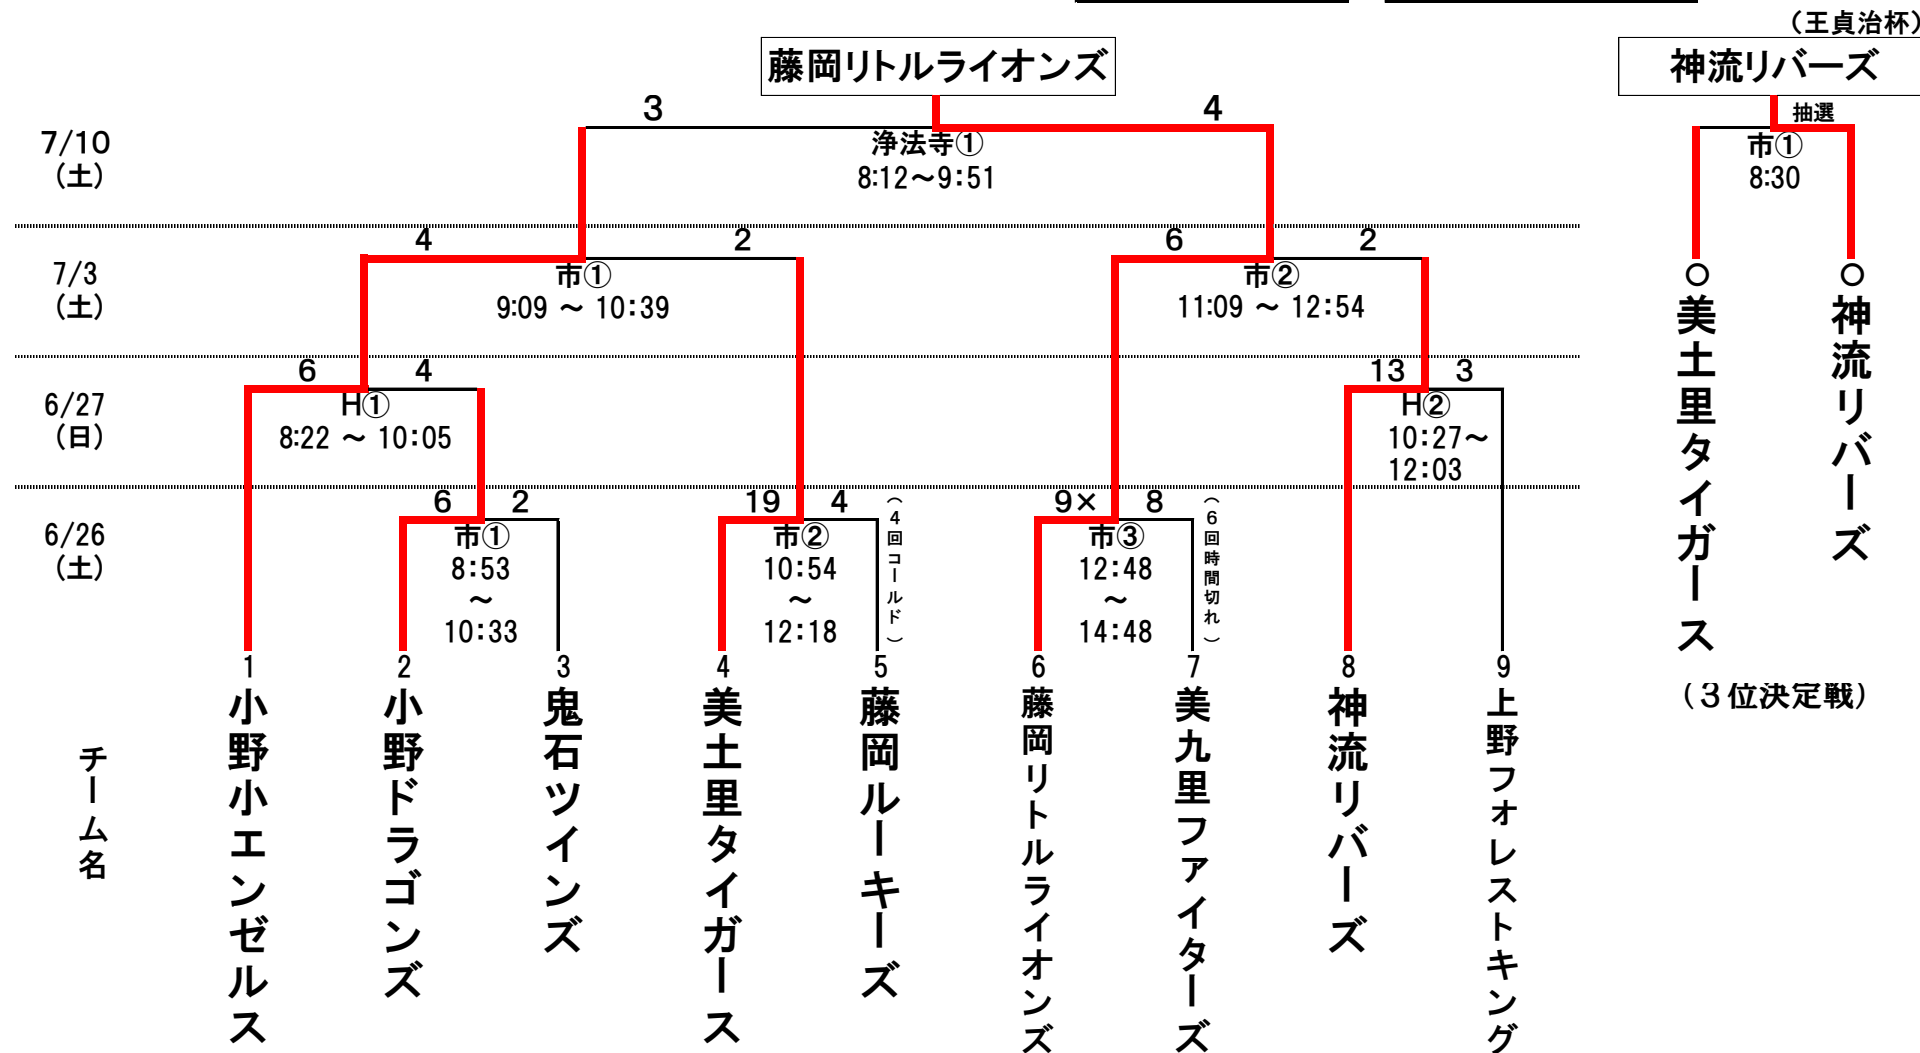 (王貞治杯)
藤岡リトルライオンズ
神流リバーズ
3
4
抽選
7/10
(土)
浄法寺①
8:12～9:51
市①
8:30
4
2
6
2
7/3
(土)
市①
9:09 ～ 10:39
市②
11:09 ～ 12:54
○美土里タイガース
○神流リバーズ
6
4
13
3
6/27
(日)
H①
8:22 ～ 10:05
H②
10:27～
12:03
6
2
19
4
(4回コールド)
9×
8
(6回時間切れ)
6/26
(土)
市①
8:53
～
10:33
市②
10:54
～
12:18
市③
12:48
～
14:48
(3位決定戦)
チーム名
1
小野小エンゼルス
2
小野ドラゴンズ
3
鬼石ツインズ
4
美土里タイガース
5
藤岡ルーキーズ
6
藤岡リトルライオンズ
7
美九里ファイターズ
8
神流リバーズ
9
上野フォレストキング